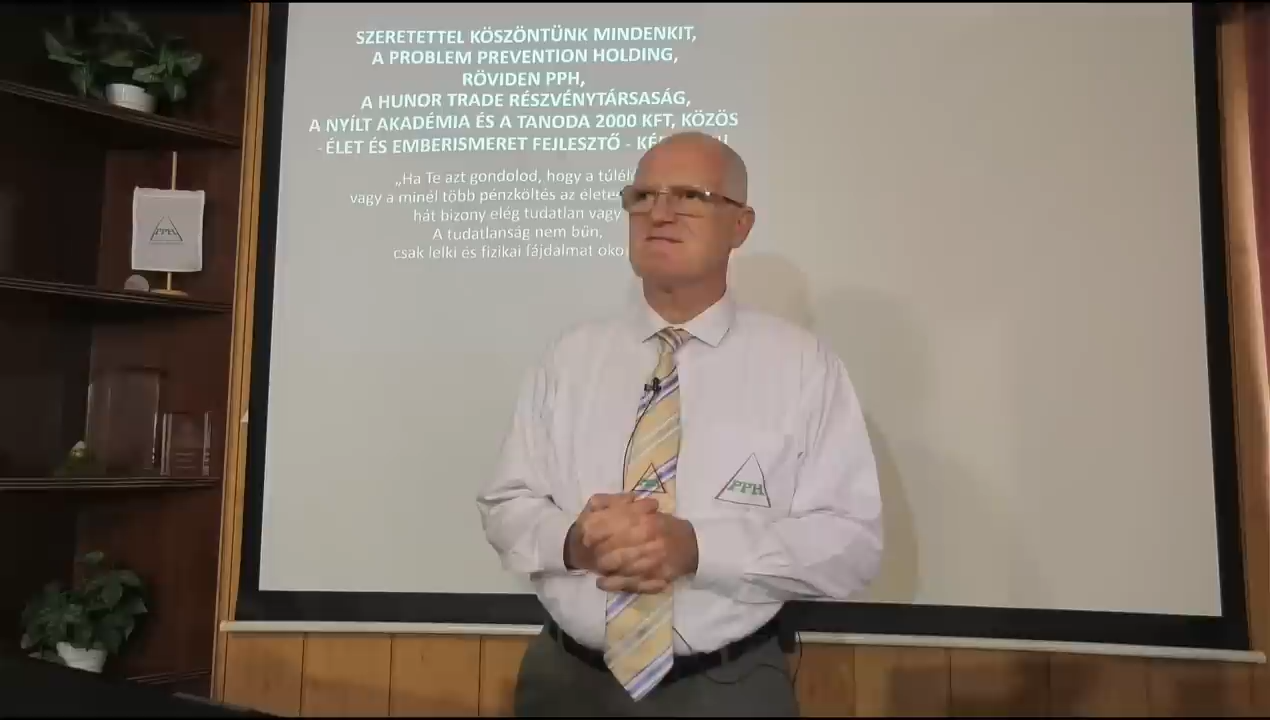 SZERETETTEL KÖSZÖNTÜNK MINDENKIT,
A PROBLEM PREVENTION HOLDING,
RÖVIDEN PPH,
A HUNOR TRADE RÉSZVÉNYTÁRSASÁG,
A NYÍLT AKADÉMIA ÉS A TANODA 2000 KFT, KÖZÖS
- ÉLET ÉS EMBERISMERET FEJLESZTŐ -
„Ha Te azt gondolod, hogy a
vagy a minél több pénzköltés az
hát bizony elég tudatlan vagy
A tudatlanság nem bűn,
csak lelki és fizikai fájdalmat
PPH
PPH